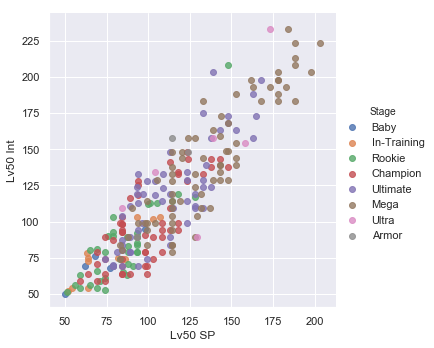 225
200
175
150
125
100
75
50
Lv50 Int
50
75
100
125
150
175
200
Lv50 SP
Stage
Baby
In-Training
Rookie
Champion
Ultimate
Mega
Ultra
Armor